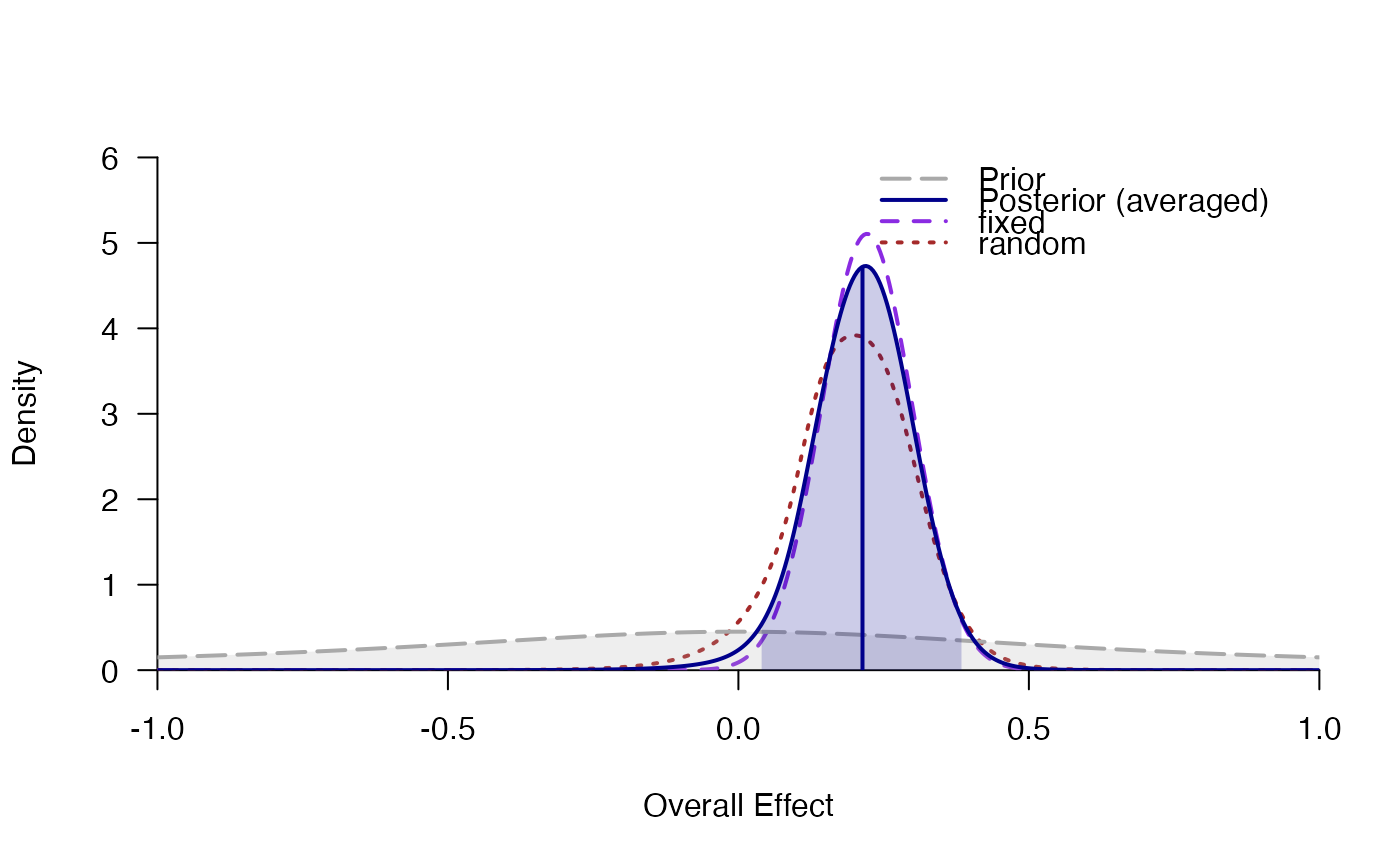 6
5
4
3
2
1
0
Density
Prior
Posterior (averaged)
fixed
random
-1.0 -0.5 0.0 0.5 1.0
Overall Effect